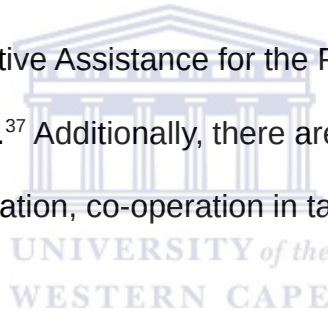 tive Assistance for the
.³⁷ Additionally, there are
ation, co-operation in ta
UNIVERSITY of the
WESTERN CAPE